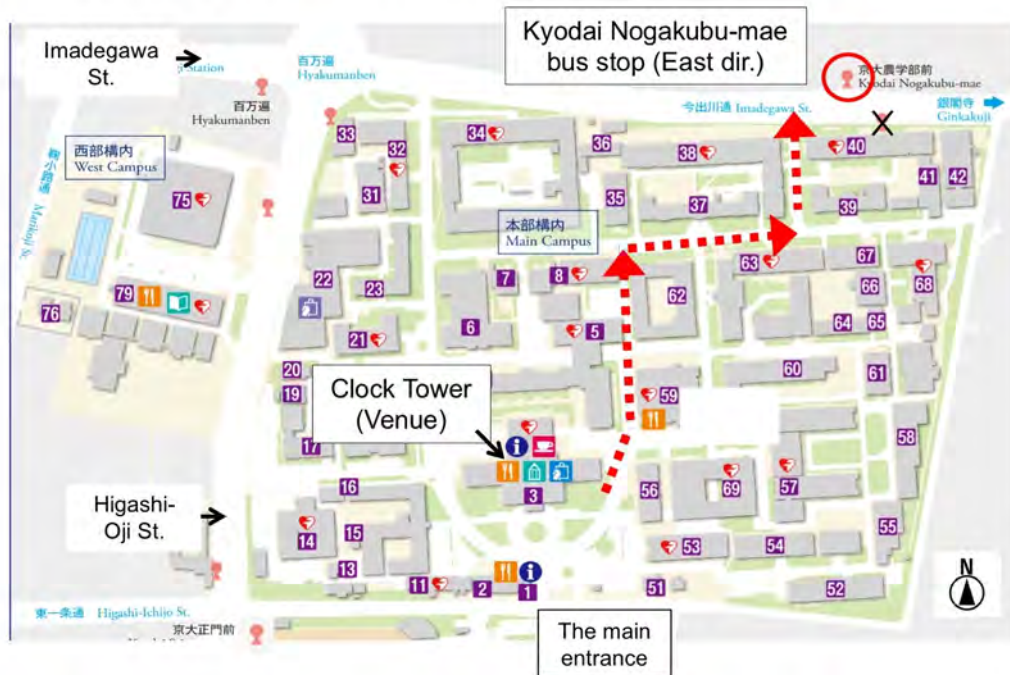 Imadegawa
St.
Station
百万遍
Hyakumanben
百万遍
Hyakumanben
Kyodai Nogakubu-mae
bus stop (East dir.)
京大農学部前
Kyodai Nogakubu-mae
今出川通 Imadegawa St.
銀閣寺
Ginkakuji
X
西部構内
West Campus
鞠小路通 Marikoji St.
本部構内
Main Campus
33
32
34
36
38
40
41
42
31
35
37
39
75
22
23
7
8
62
63
67
66
68
79
76
21
6
5
64
65
20
19
17
Clock Tower
(Venue)
59
60
61
58
3
16
56
69
57
Higashi-
Oji St.
14
15
53
54
55
13
11
2
1
51
52
N
東一条通 Higashi-Ichijo St.
京大正門前
The main
entrance